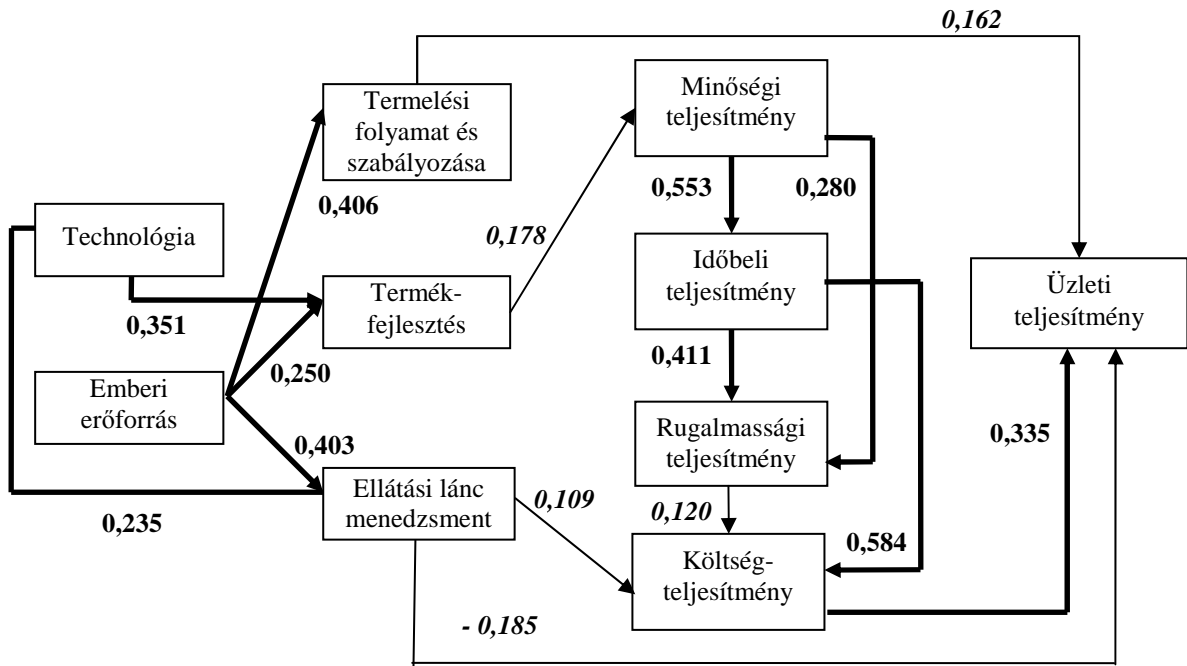 0,162
Termelési
folyamat és
szabályozása
Minőségi
teljesítmény
0,406
0,553
0,280
Technológia
0,178
Időbeli
teljesítmény
Üzleti
teljesítmény
Termék-
fejlesztés
0,351
0,250
0,411
Emberi
erőforrás
0,403
Rugalmassági
teljesítmény
0,335
Ellátási lánc
menedzsment
0,109
0,120
0,235
0,584
Költség-
teljesítmény
- 0,185